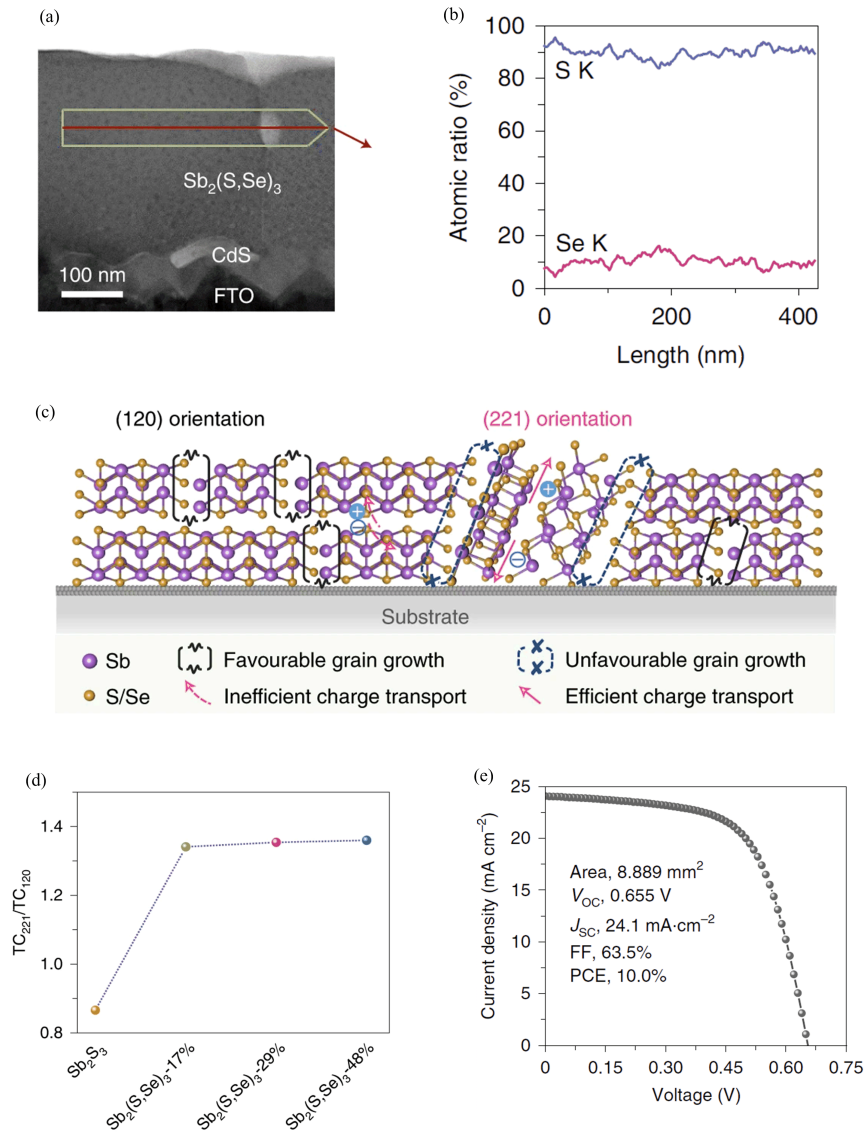 (a)
Sb₂(S,Se)₃
CdS
100 nm
FTO
(b)
Atomic ratio (%)
100
80
60
40
20
0
S K
Se K
0
200
400
Length (nm)
(c)
(120) orientation
(221) orientation
+
−
+
−
Substrate
Sb
Favourable grain growth
Unfavourable grain growth
S/Se
Inefficient charge transport
Efficient charge transport
(d)
TC₂₂₁/TC₁₂₀
1.4
1.2
1.0
0.8
Sb₂S₃
Sb₂(S,Se)₃-17%
Sb₂(S,Se)₃-29%
Sb₂(S,Se)₃-48%
(e)
Current density (mA cm⁻²)
25
20
15
10
5
0
Area, 8.889 mm²
V_OC, 0.655 V
J_SC, 24.1 mA·cm⁻²
FF, 63.5%
PCE, 10.0%
0
0.15
0.30
0.45
0.60
0.75
Voltage (V)